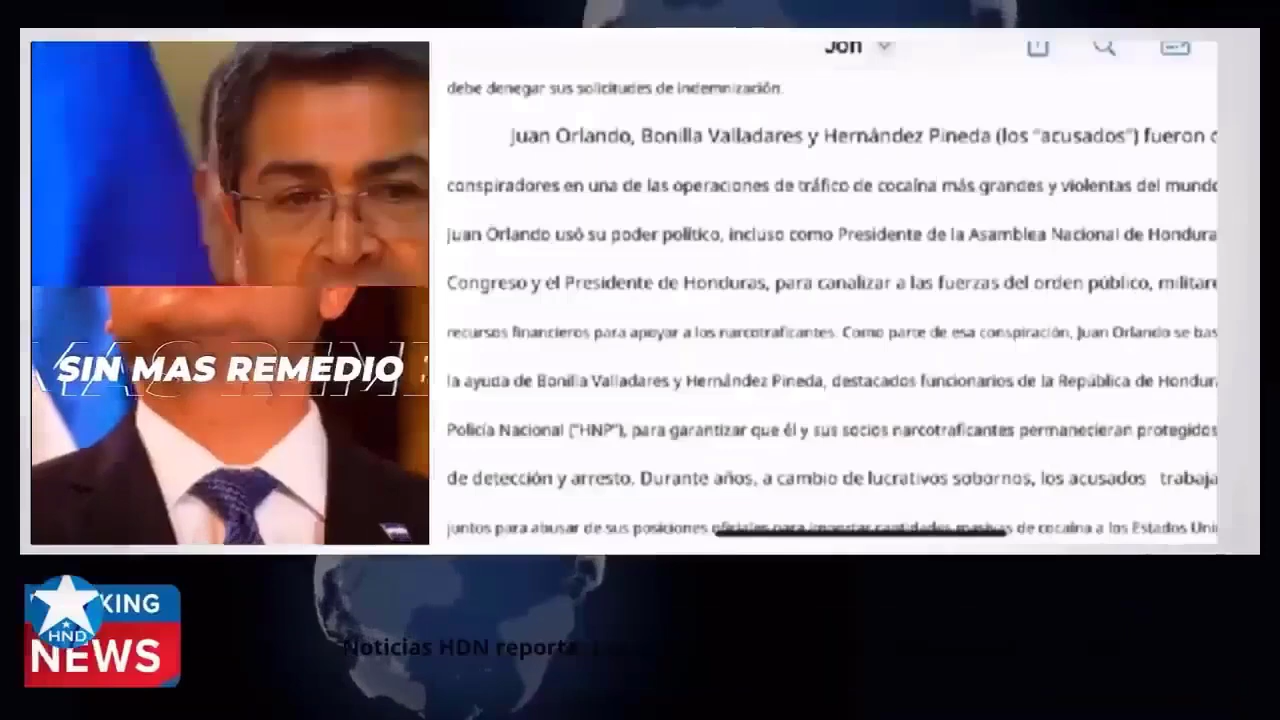 Jon
debe denegar sus solicitudes de indemnización.
Juan Orlando, Bonilla Valladares y Hernández Pineda (los "acusados") fueron c
conspiradores en una de las operaciones de tráfico de cocaína más grandes y violentas del mundo
Juan Orlando usó su poder político, incluso como Presidente de la Asamblea Nacional de Hondura
Congreso y el Presidente de Honduras, para canalizar a las fuerzas del orden público, militare
recursos financieros para apoyar a los narcotraficantes. Como parte de esa conspiración, Juan Orlando se bas
la ayuda de Bonilla Valladares y Hernández Pineda, destacados funcionarios de la República de Hondur
Policía Nacional ("HNP"), para garantizar que él y sus socios narcotraficantes permanecieran protegidos
de detección y arresto. Durante años, a cambio de lucrativos sobornos, los acusados trabaja
juntos para abusar de sus posiciones oficiales para importar cantidades masivas de cocaína a los Estados Uni
SIN MAS REMEDIO
KING
HND
NEWS
Noticias HDN reporta